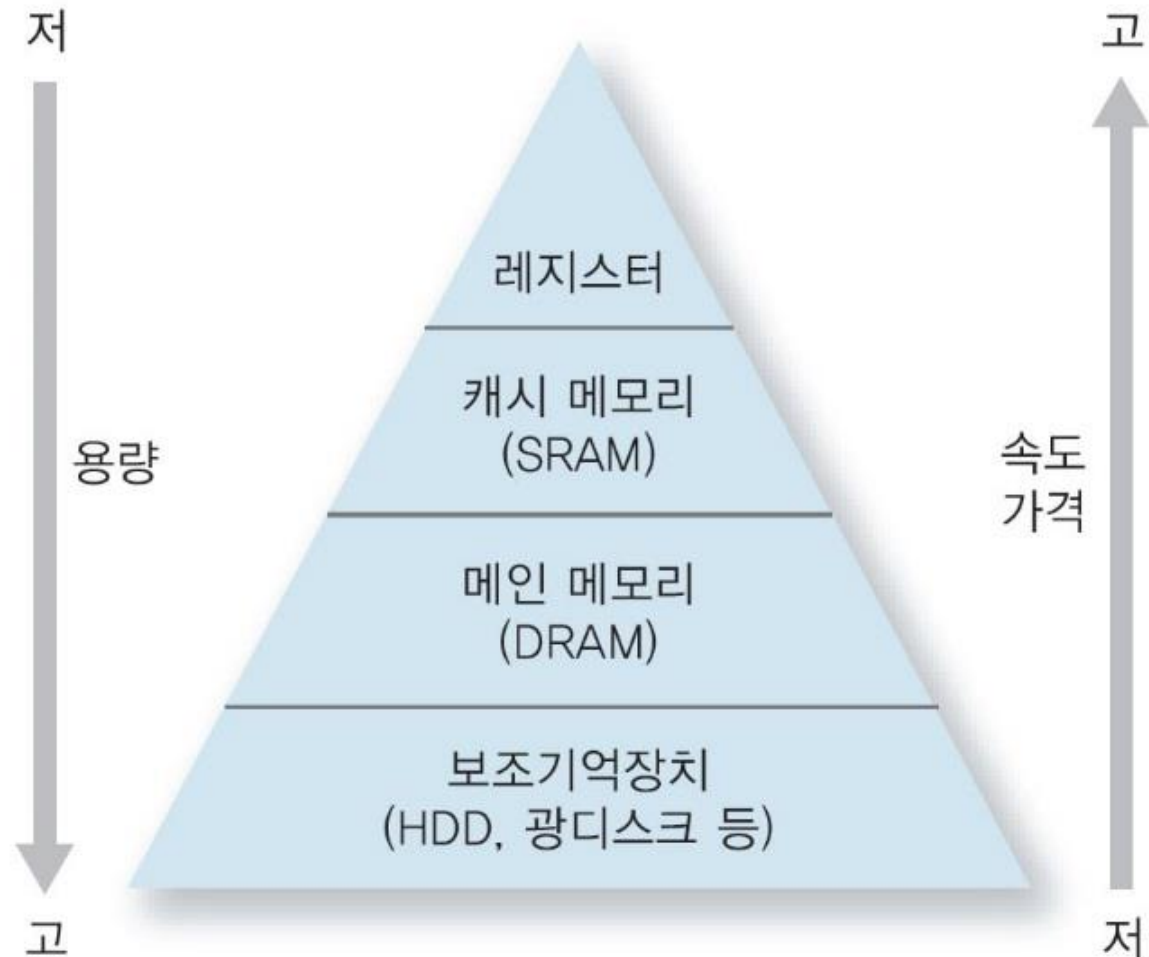 저
고
레지스터
캐시 메모리
(SRAM)
용량
속도
가격
메인 메모리
(DRAM)
보조기억장치
(HDD, 광디스크 등)
고
저